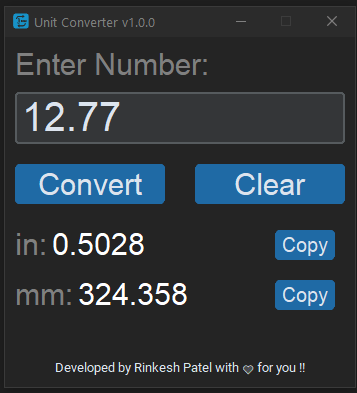 Unit Converter v1.0.0
Enter Number:
12.77
Convert Clear
in: 0.5028 Copy
mm: 324.358 Copy
Developed by Rinkesh Patel with ♡ for you !!